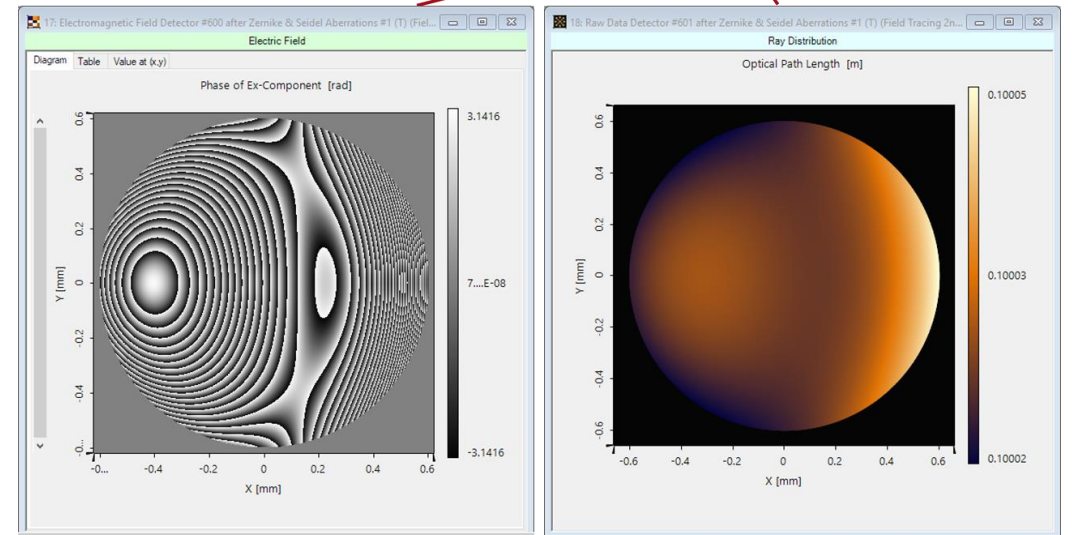 17: Electromagnetic Field Detector #600 after Zernike & Seidel Aberrations #1 (T) (Fiel...
Electric Field
Diagram Table Value at (x,y)
Phase of Ex-Component [rad]
3.1416
7....E-08
-3.1416
Y [mm]
0.6
0.4
0.2
0
-0.2
-0.4
-0...
-0... -0.4 -0.2 0 0.2 0.4 0.6
X [mm]
18: Raw Data Detector #601 after Zernike & Seidel Aberrations #1 (T) (Field Tracing 2n...
Ray Distribution
Optical Path Length [m]
0.10005
0.10003
0.10002
Y [mm]
0.6
0.4
0.2
0
-0.2
-0.4
-0.6
-0.6 -0.4 -0.2 0 0.2 0.4 0.6
X [mm]